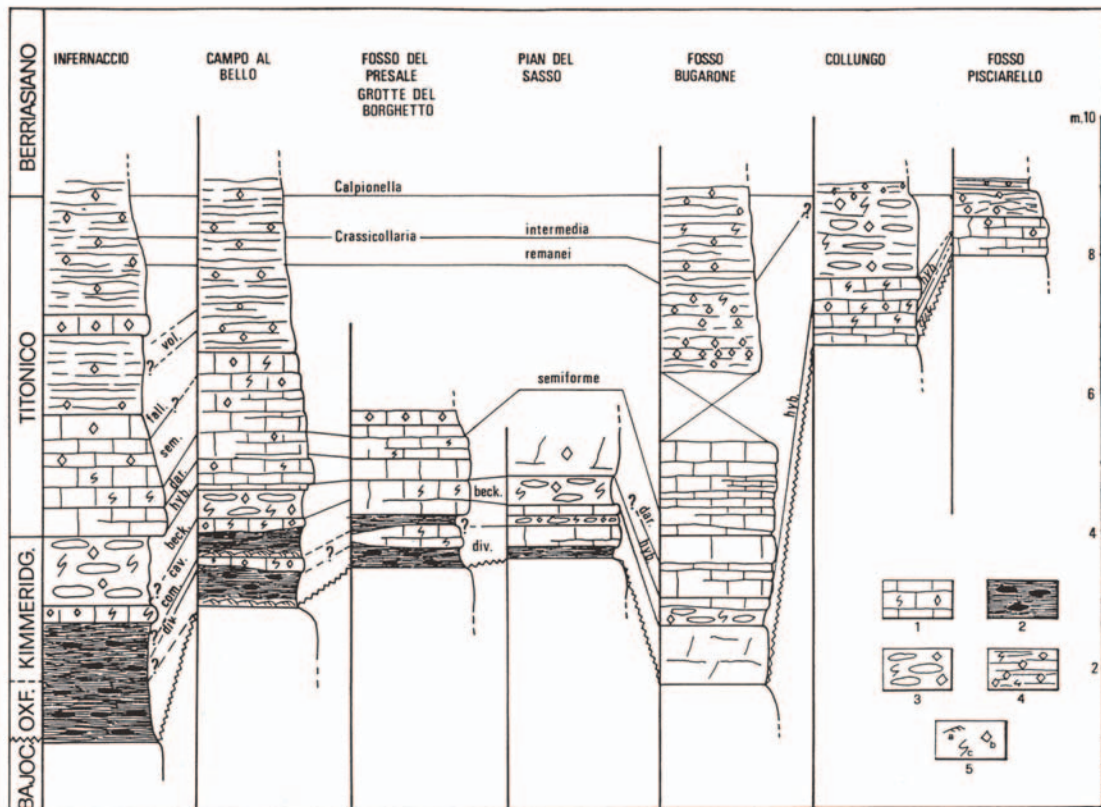 INFERNACCIO
CAMPO AL
BELLO
FOSSO DEL
PRESALE
GROTTE DEL
BORGHETTO
PIAN DEL
SASSO
FOSSO
BUGARONE
COLLUNGO
FOSSO
PISCIARELLO
m.10
8
6
4
2
BERRIASIANO
TITONICO
KIMMERIDG.
OXF.
BAJOC.
Calpionella
Crassicollaria
intermedia
remanei
semiforme
?
vol.
?
fall.
?
sem.
dar.
hyb.
beck.
cav.
?
com.
?
div.
?
?
beck.
?
div.
? dar.
hyb.
hyb.
?
hyb.
1
2
3
4
a
b
c
5